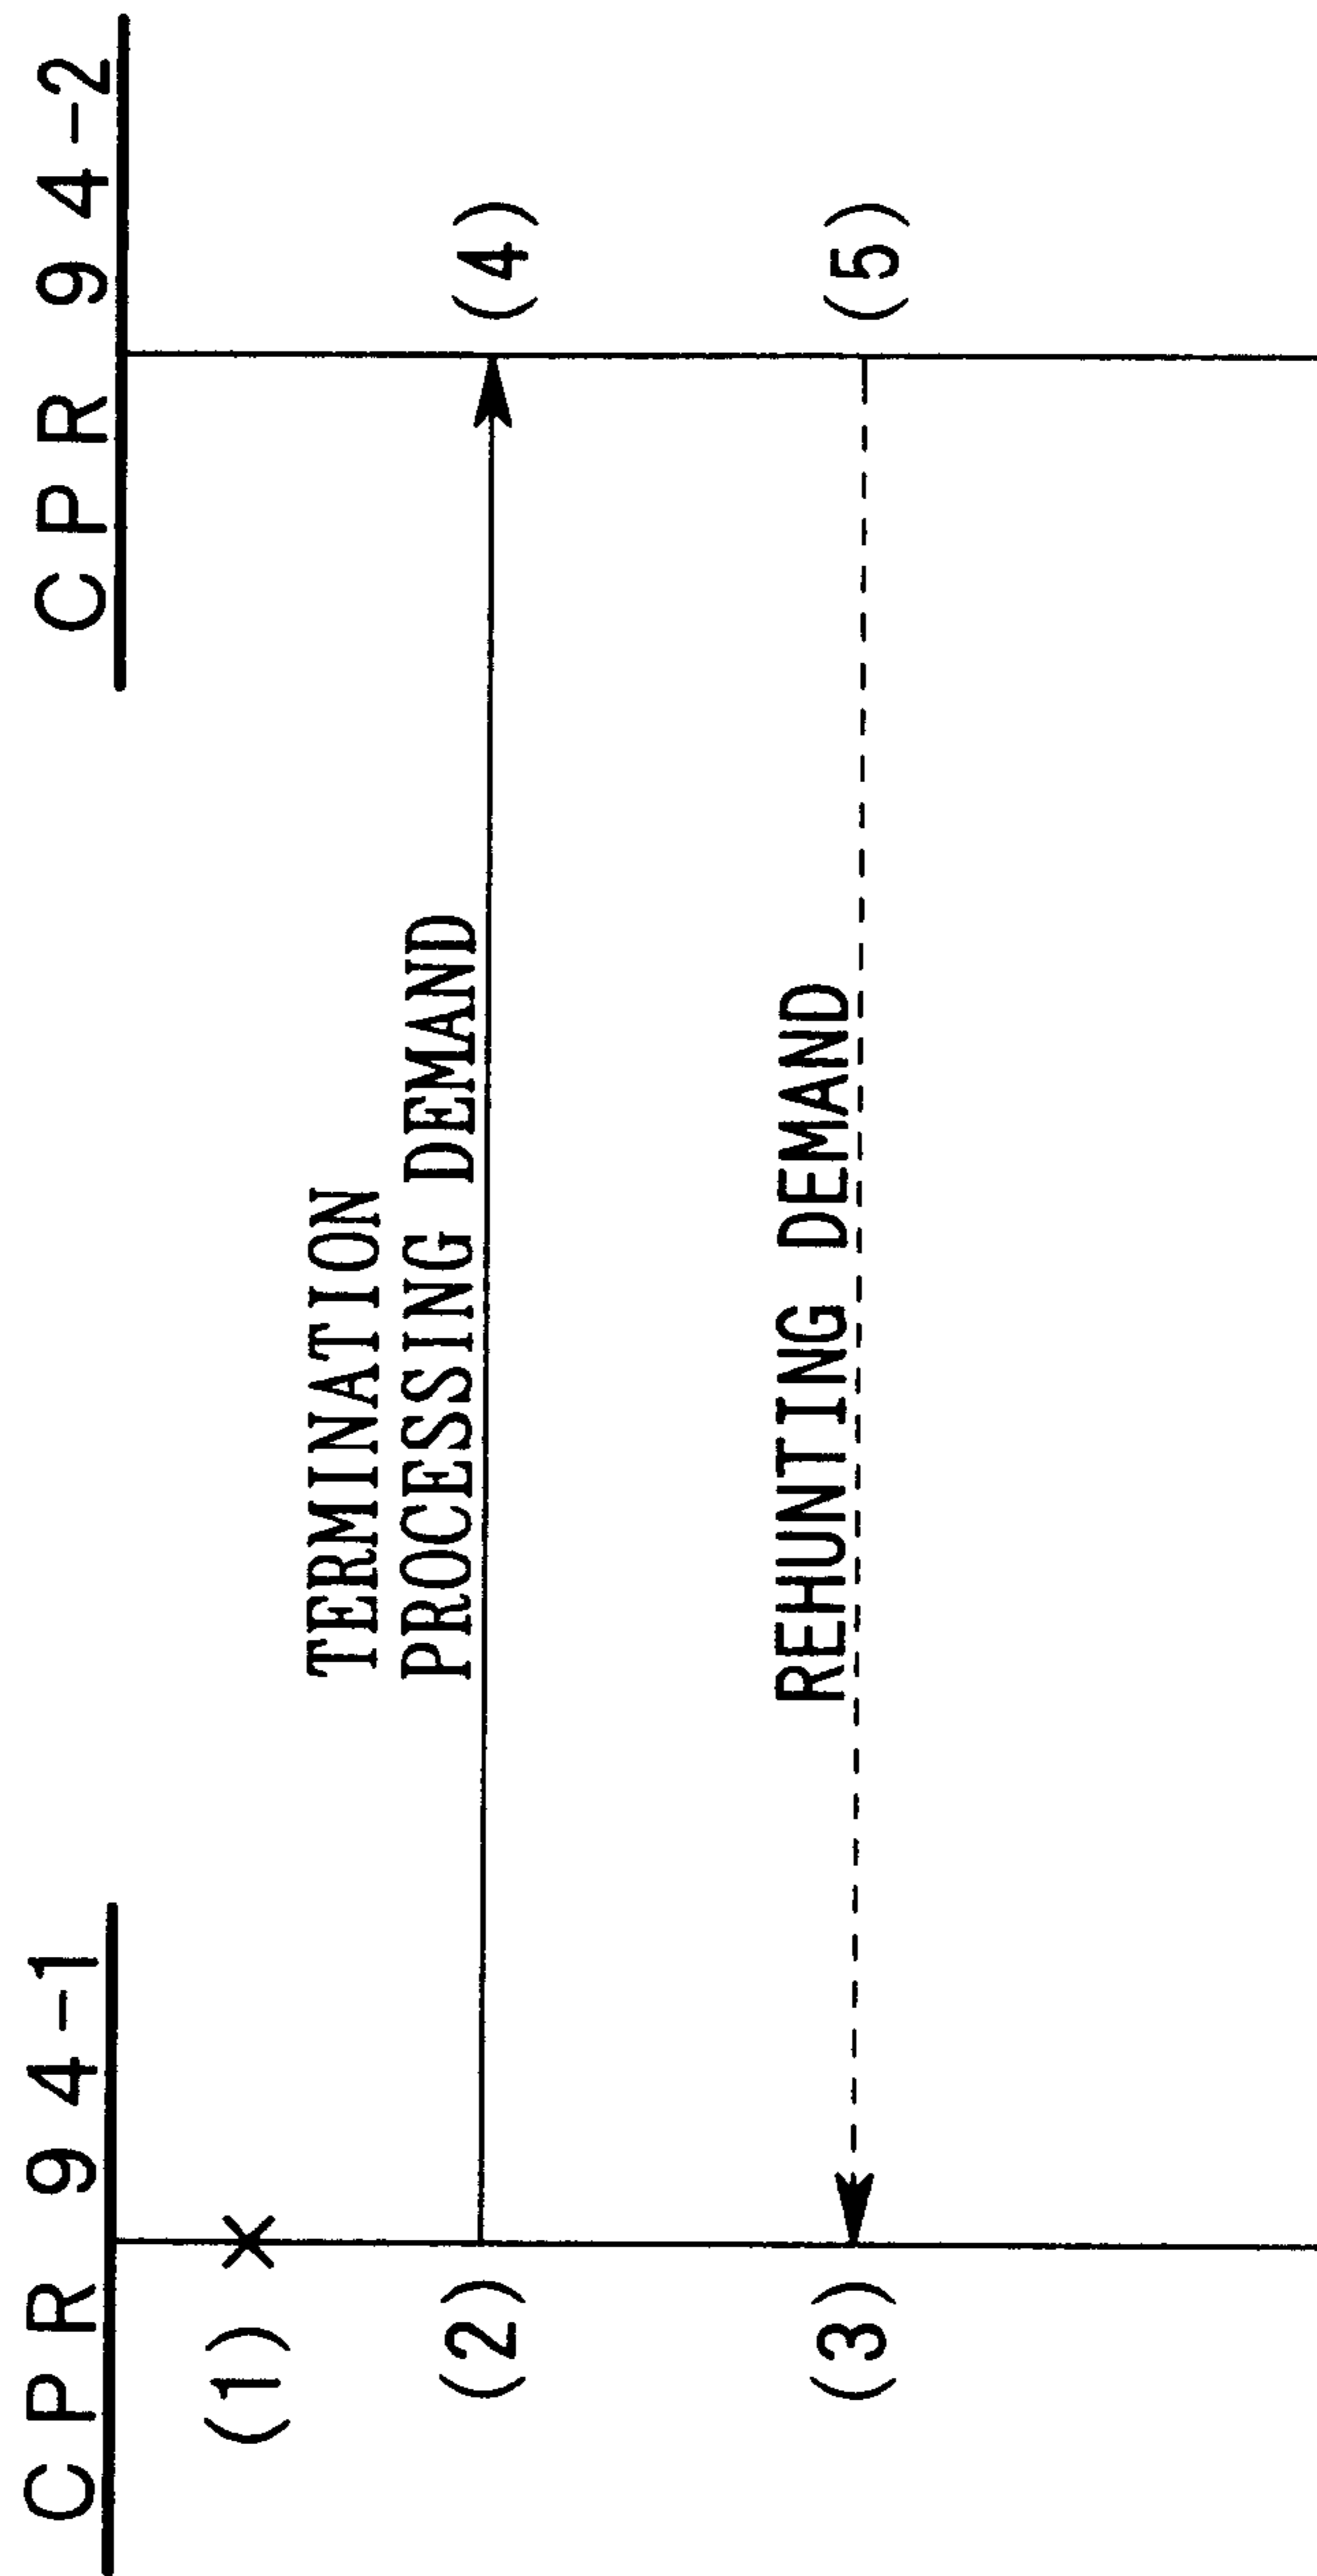 CPR 94-1
CPR 94-2
(1)
TERMINATION
PROCESSING DEMAND
(2)
(4)
REHUNTING DEMAND
(3)
(5)